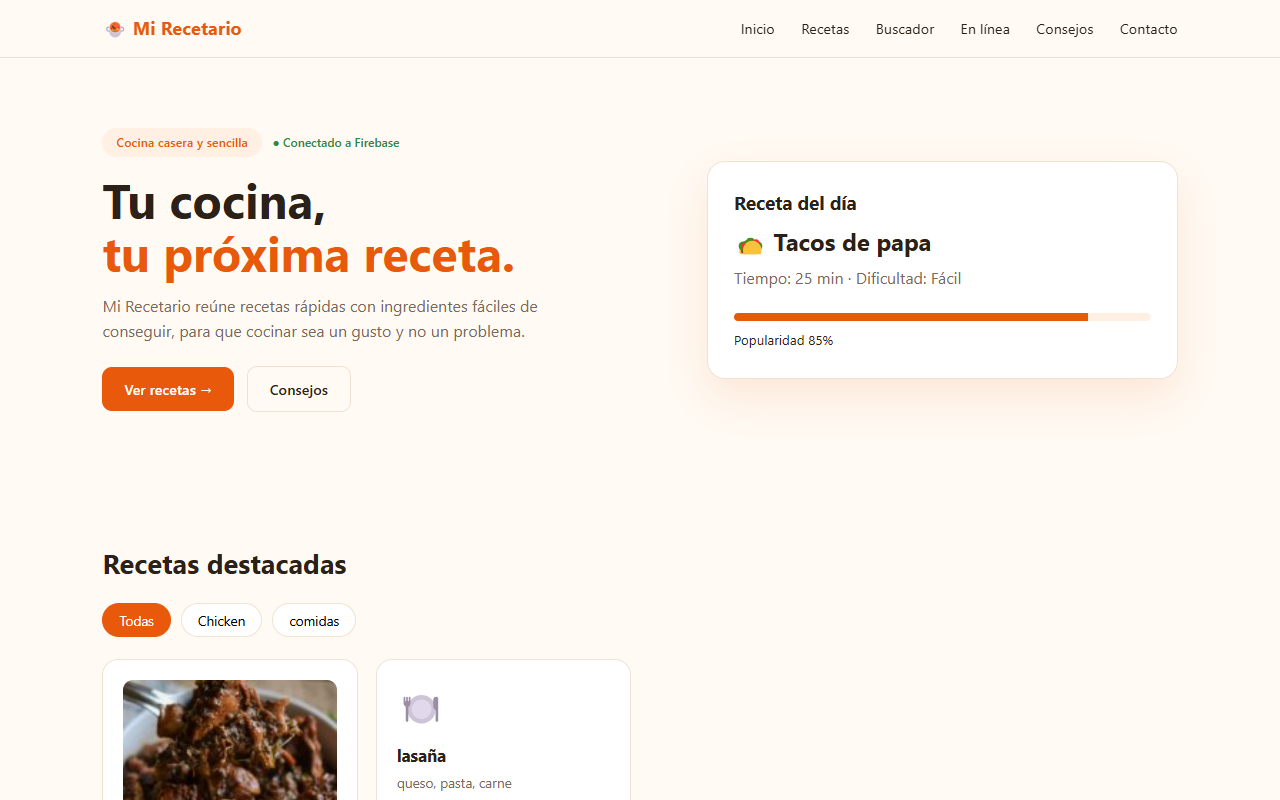 Mi Recetario
Inicio
Recetas
Buscador
En línea
Consejos
Contacto
Cocina casera y sencilla
● Conectado a Firebase
Tu cocina,
tu próxima receta.
Mi Recetario reúne recetas rápidas con ingredientes fáciles de
conseguir, para que cocinar sea un gusto y no un problema.
Ver recetas →
Consejos
Receta del día
Tacos de papa
Tiempo: 25 min · Dificultad: Fácil
Popularidad 85%
Recetas destacadas
Todas
Chicken
comidas
lasaña
queso, pasta, carne